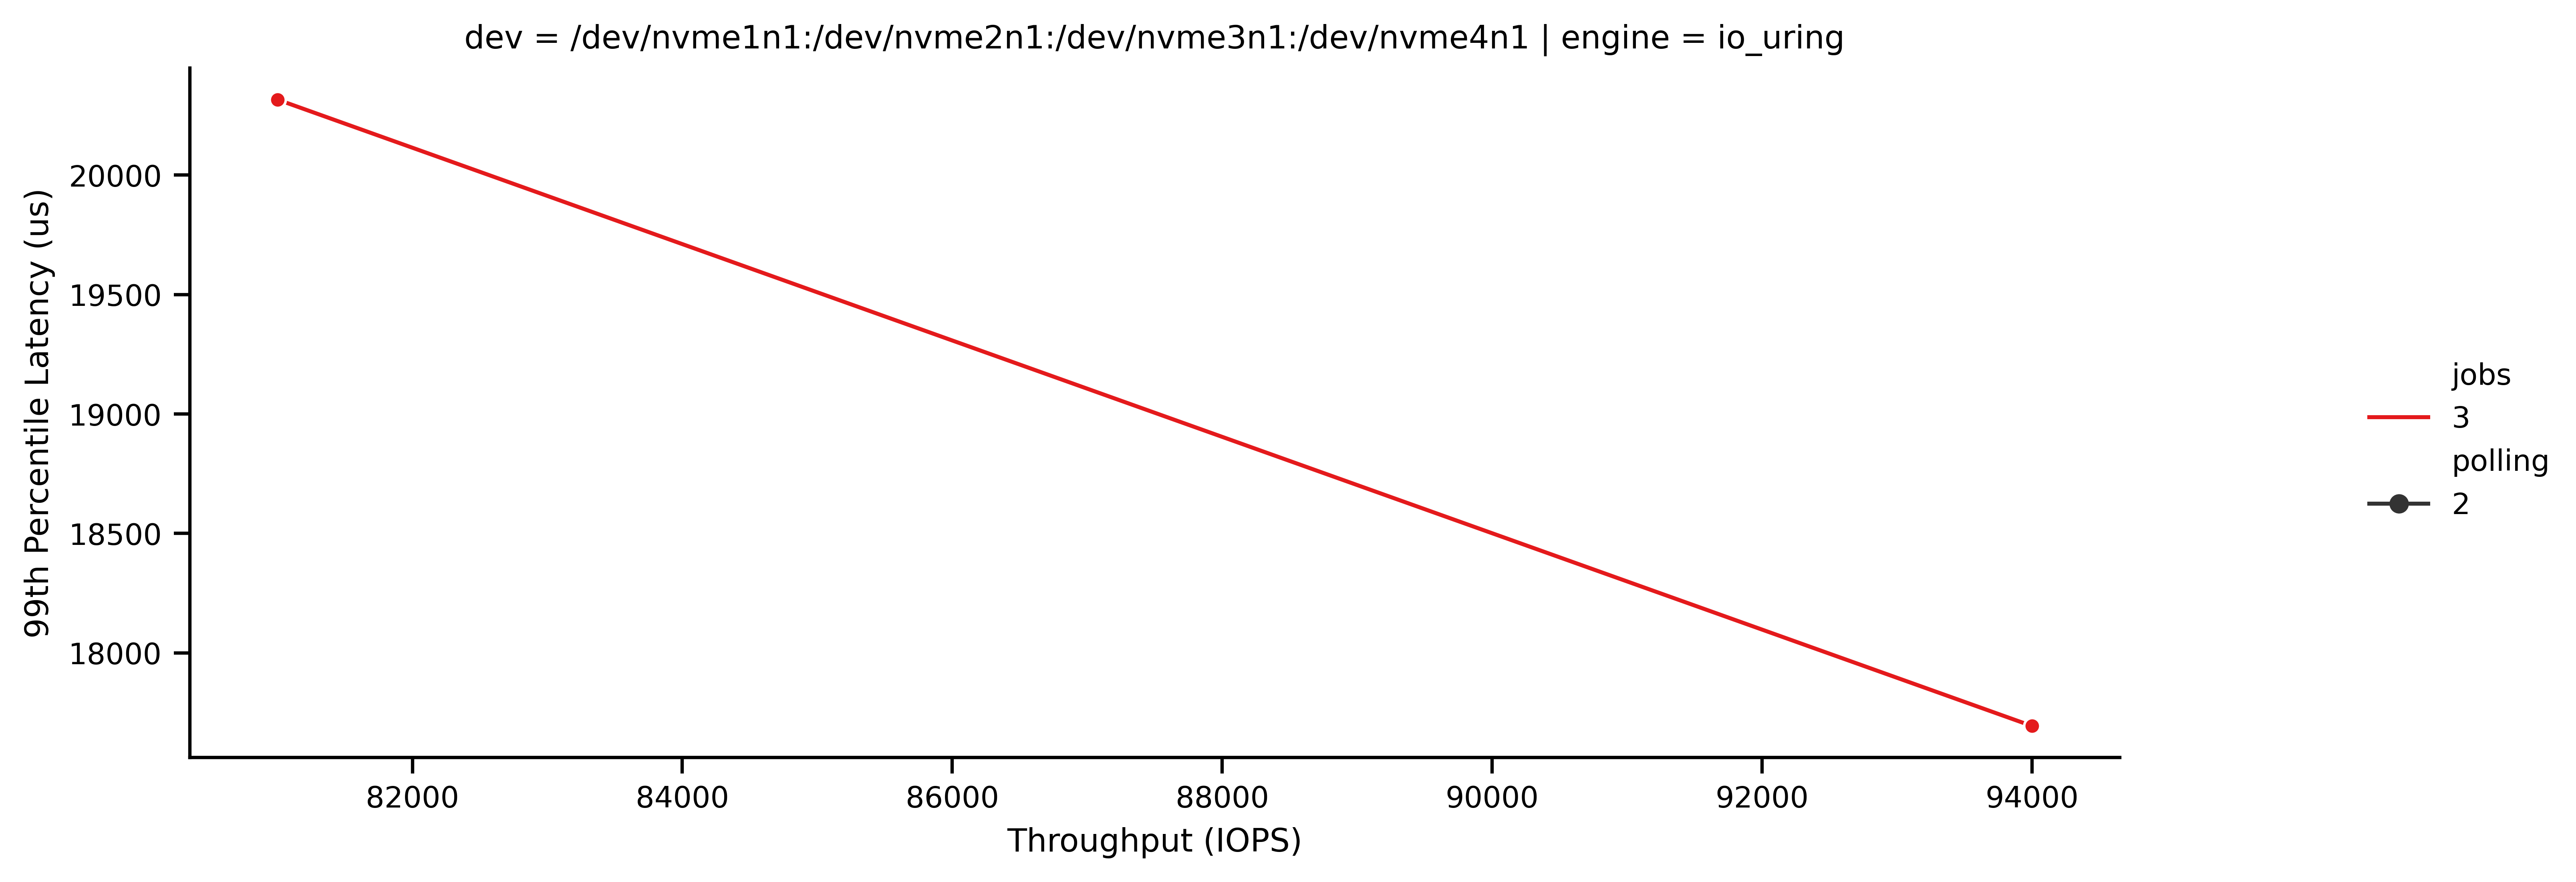 dev = /dev/nvme1n1:/dev/nvme2n1:/dev/nvme3n1:/dev/nvme4n1 | engine = io_uring
99th Percentile Latency (us)
20000
19500
19000
18500
18000
82000 84000 86000 88000 90000 92000 94000
Throughput (IOPS)
jobs
3
polling
2